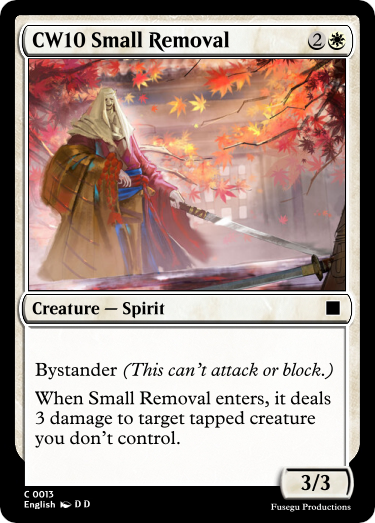 CW10 Small Removal 2
Creature — Spirit
Bystander (This can't attack or block.)
When Small Removal enters, it deals
3 damage to target tapped creature
you don't control.
3/3
C 0013
English D D
Fusegu Productions